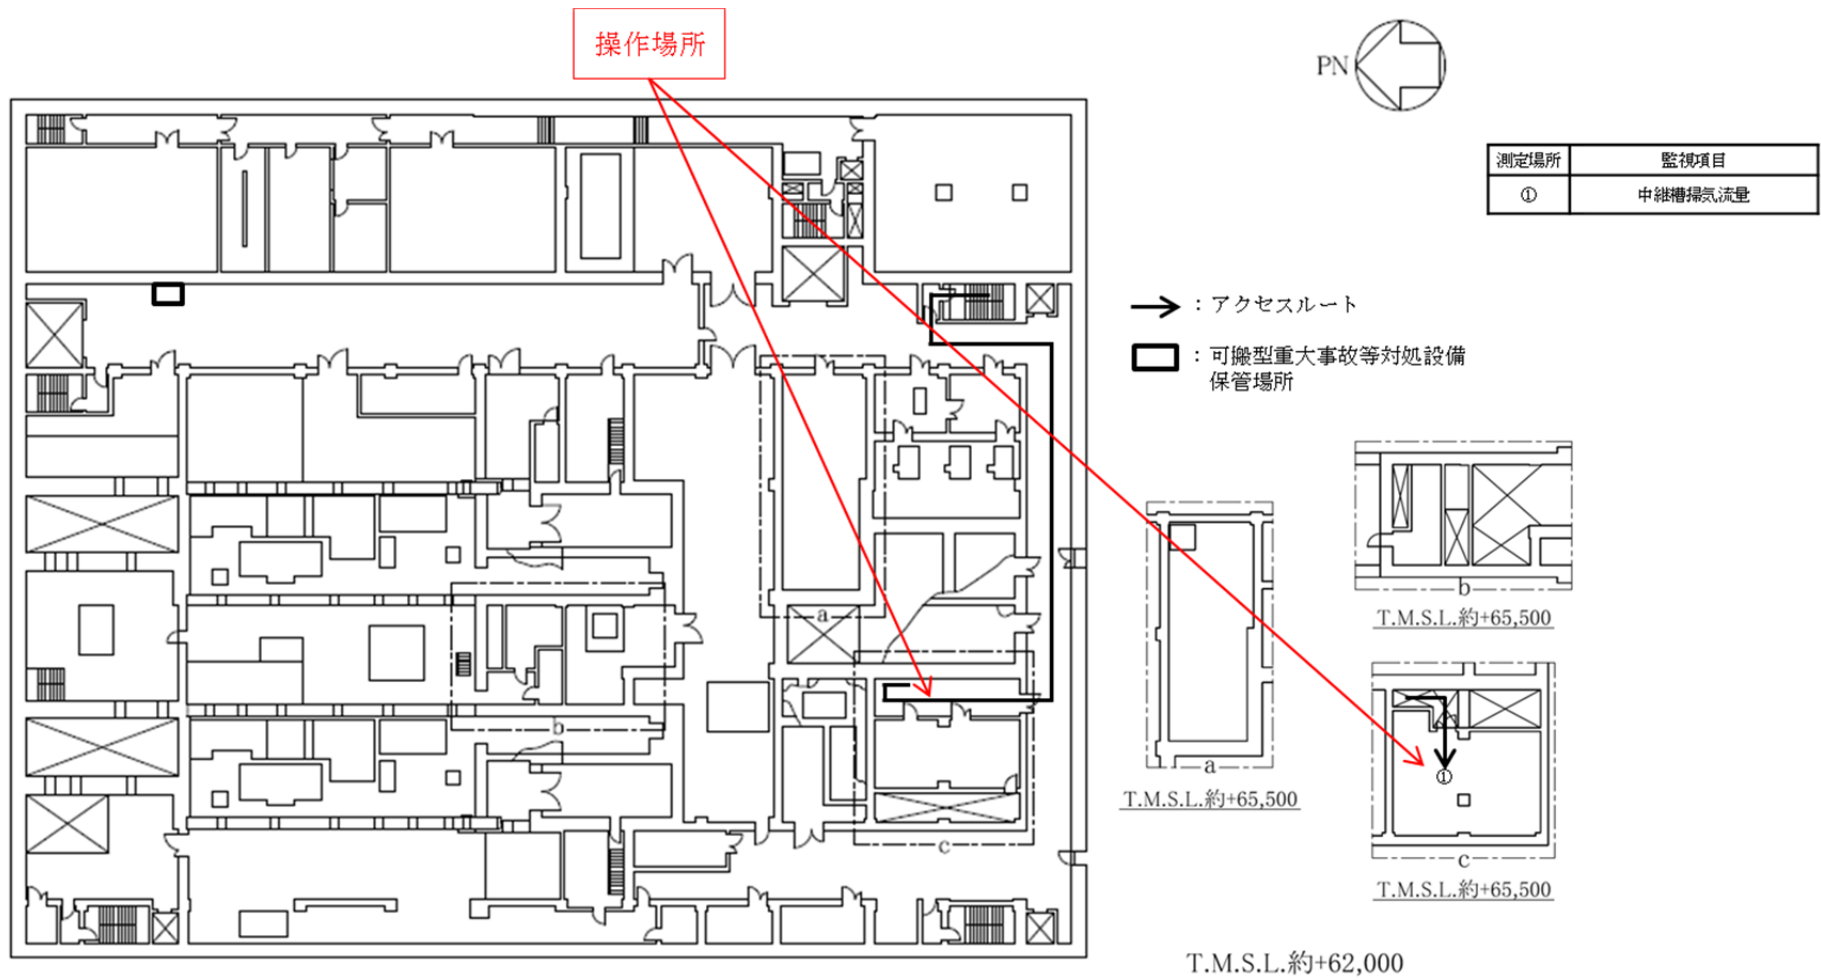 操作場所
PN
測定場所 監視項目
① 中継槽掃気流量
：アクセスルート
：可搬型重大事故等対処設備
保管場所
a
b
c
a
T.M.S.L.約+65,500
b
T.M.S.L.約+65,500
①
c
T.M.S.L.約+65,500
T.M.S.L.約+62,000